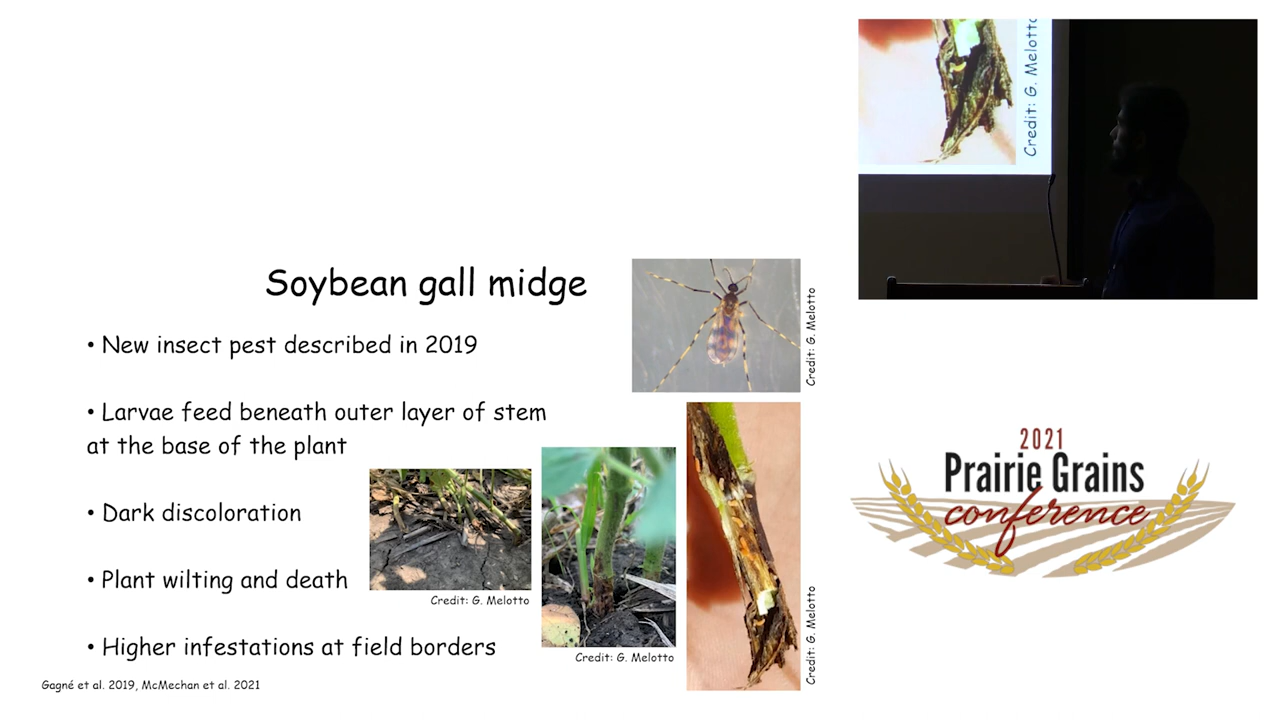 Soybean gall midge
• New insect pest described in 2019
• Larvae feed beneath outer layer of stem
at the base of the plant
• Dark discoloration
• Plant wilting and death
• Higher infestations at field borders
Gagné et al. 2019, McMechan et al. 2021
Credit: G. Melotto
Credit: G. Melotto
Credit: G. Melotto
Credit: G. Melotto
Credit: G. Melotto
2021
Prairie Grains
conference